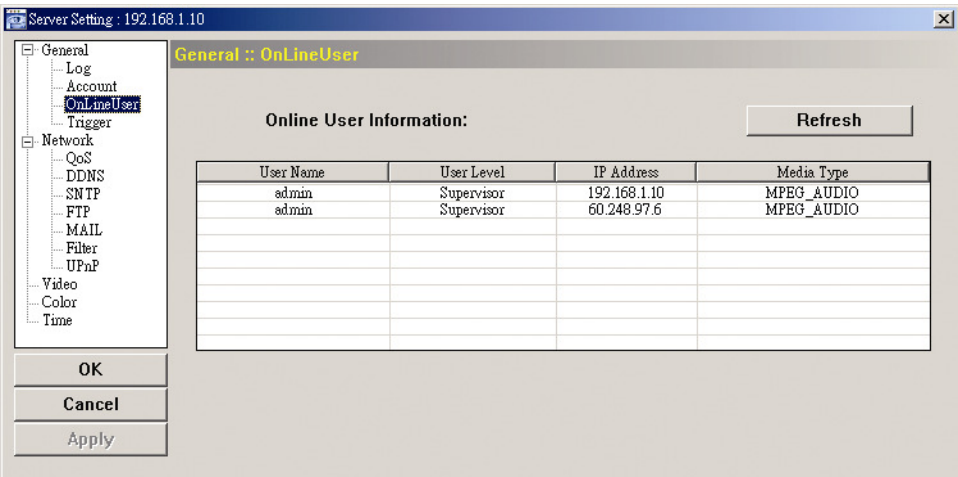 Server Setting : 192.168.1.10
General
Log
Account
OnLineUser
Trigger
Network
QoS
DDNS
SNTP
FTP
MAIL
Filter
UPnP
Video
Color
Time
OK
Cancel
Apply
General :: OnLineUser
Online User Information:
Refresh
User Name User Level IP Address Media Type
admin Supervisor 192.168.1.10 MPEG_AUDIO
admin Supervisor 60.248.97.6 MPEG_AUDIO